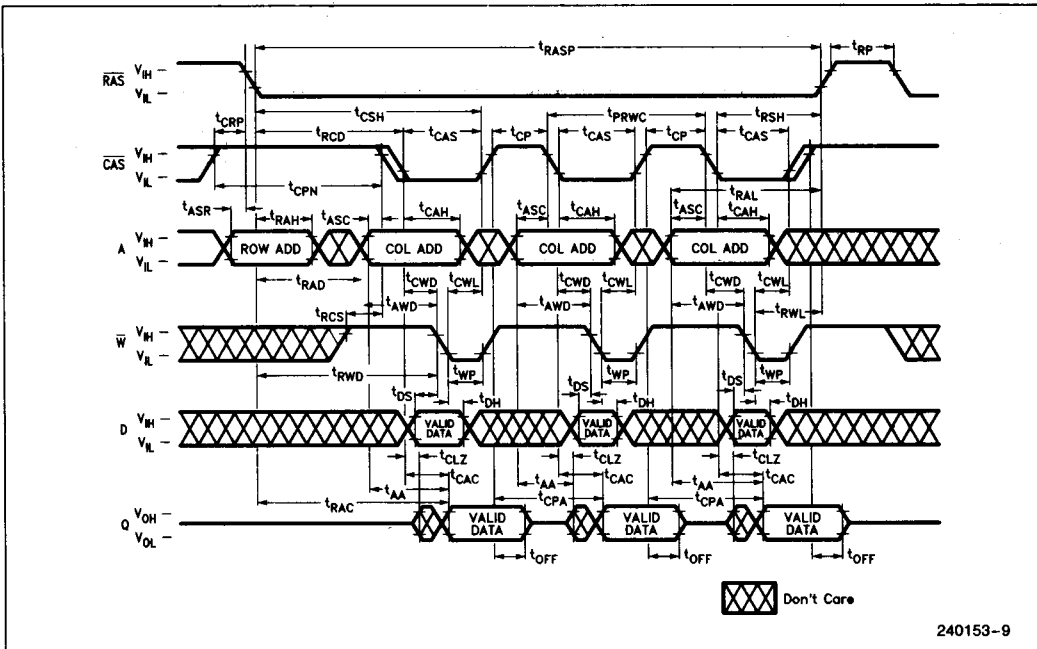 tRASP
tRP
RAS VIH –
VIL –
tCSH
tPRWC
tRSH
tCRP
tRCD
tCAS
tCP
tCAS
tCP
tCAS
CAS VIH –
VIL –
tCPN
tRAL
tASR
tRAH
tASC
tCAH
tASC
tCAH
tASC
tCAH
A VIH –
VIL –
ROW ADD
COL ADD
COL ADD
COL ADD
tRAD
tCWD
tCWL
tCWD
tCWL
tCWD
tCWL
tRCS
tAWD
tAWD
tAWD
tRWL
W VIH –
VIL –
tRWD
tWP
tWP
tWP
tDS
tDH
tDS
tDH
tDS
tDH
D VIH –
VIL –
VALID
DATA
VALID
DATA
VALID
DATA
tCLZ
tCLZ
tCLZ
tCAC
tCAC
tCAC
tAA
tAA
tAA
tRAC
tCPA
tCPA
Q VOH –
VOL –
VALID
DATA
VALID
DATA
VALID
DATA
tOFF
tOFF
tOFF
Don't Care
240153–9